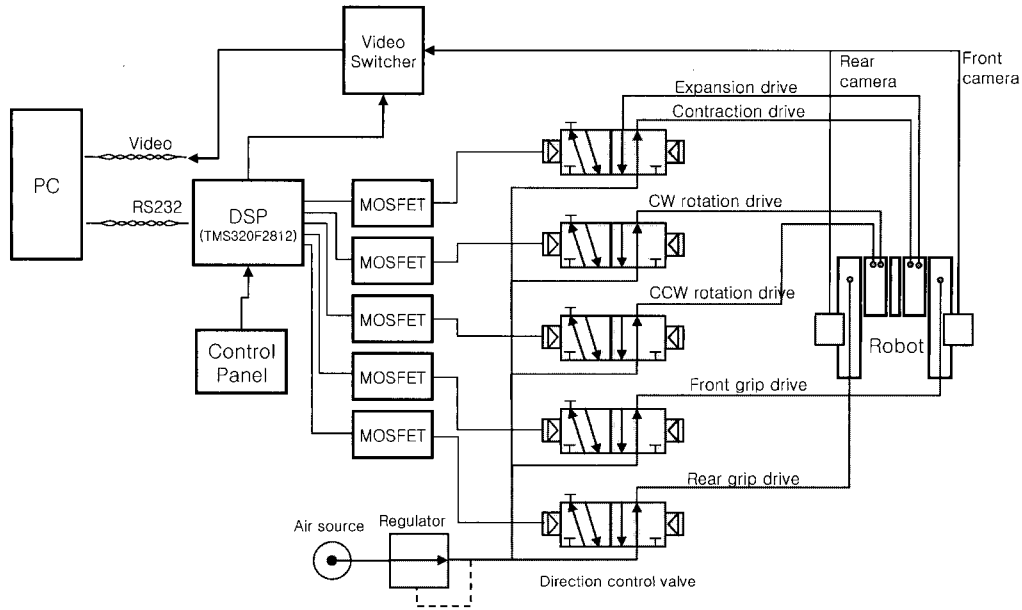 Video
Switcher
Rear
camera
Front
camera
Expansion drive
Contraction drive
PC
Video
RS232
DSP
(TMS320F2812)
MOSFET
MOSFET
MOSFET
MOSFET
MOSFET
CW rotation drive
CCW rotation drive
Control
Panel
Robot
Front grip drive
Rear grip drive
Air source
Regulator
Direction control valve